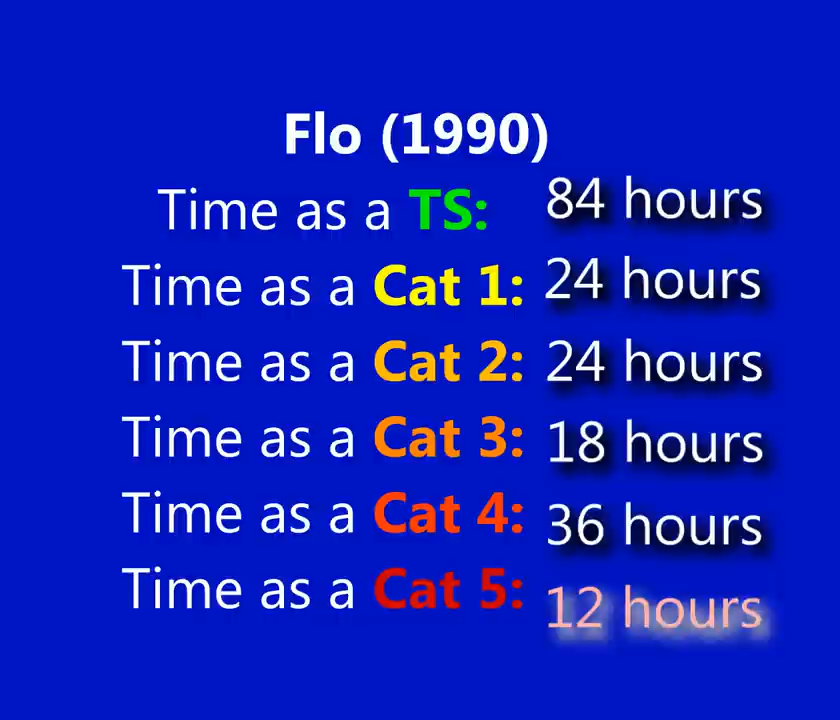 Flo (1990)
Time as a TS: 84 hours
Time as a Cat 1: 24 hours
Time as a Cat 2: 24 hours
Time as a Cat 3: 18 hours
Time as a Cat 4: 36 hours
Time as a Cat 5: 12 hours